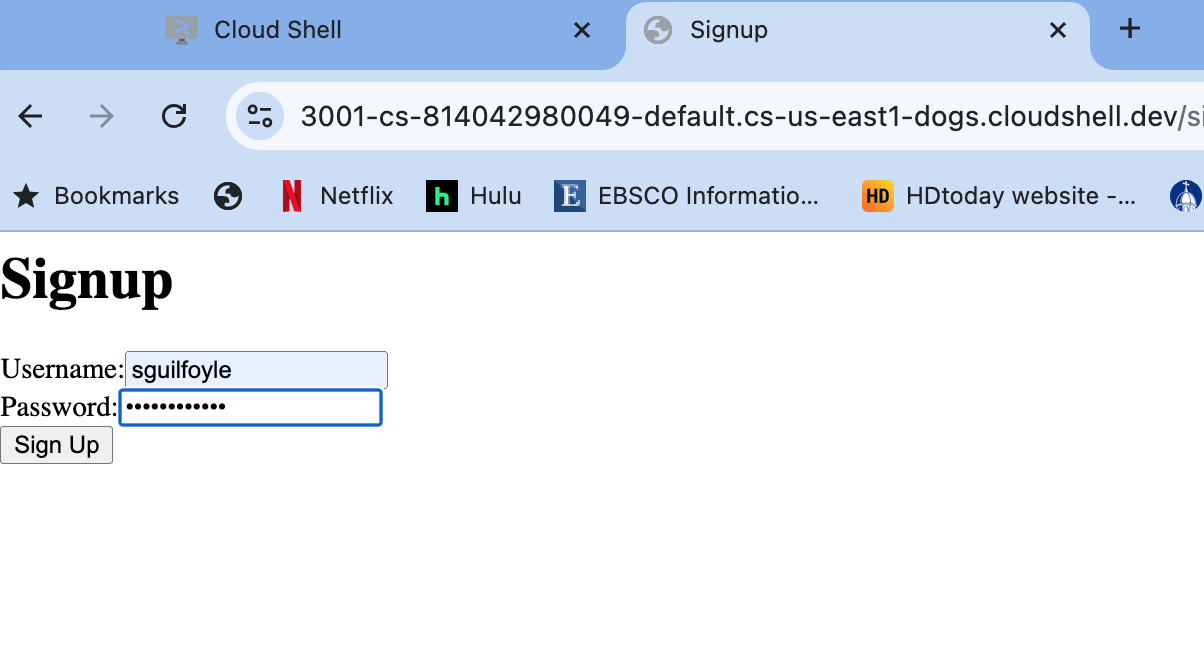 Cloud Shell
Signup
3001-cs-814042980049-default.cs-us-east1-dogs.cloudshell.dev/si
Bookmarks Netflix h Hulu E EBSCO Informatio... HD HDtoday website -...
Signup
Username: sguilfoyle
Password: ••••••••••••
Sign Up